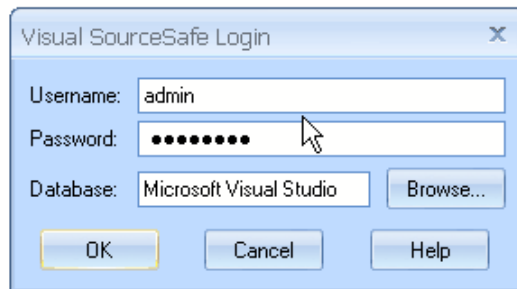 Visual SourceSafe Login
Username: admin
Password: ●●●●●●●●
Database: Microsoft Visual Studio Browse...
OK Cancel Help